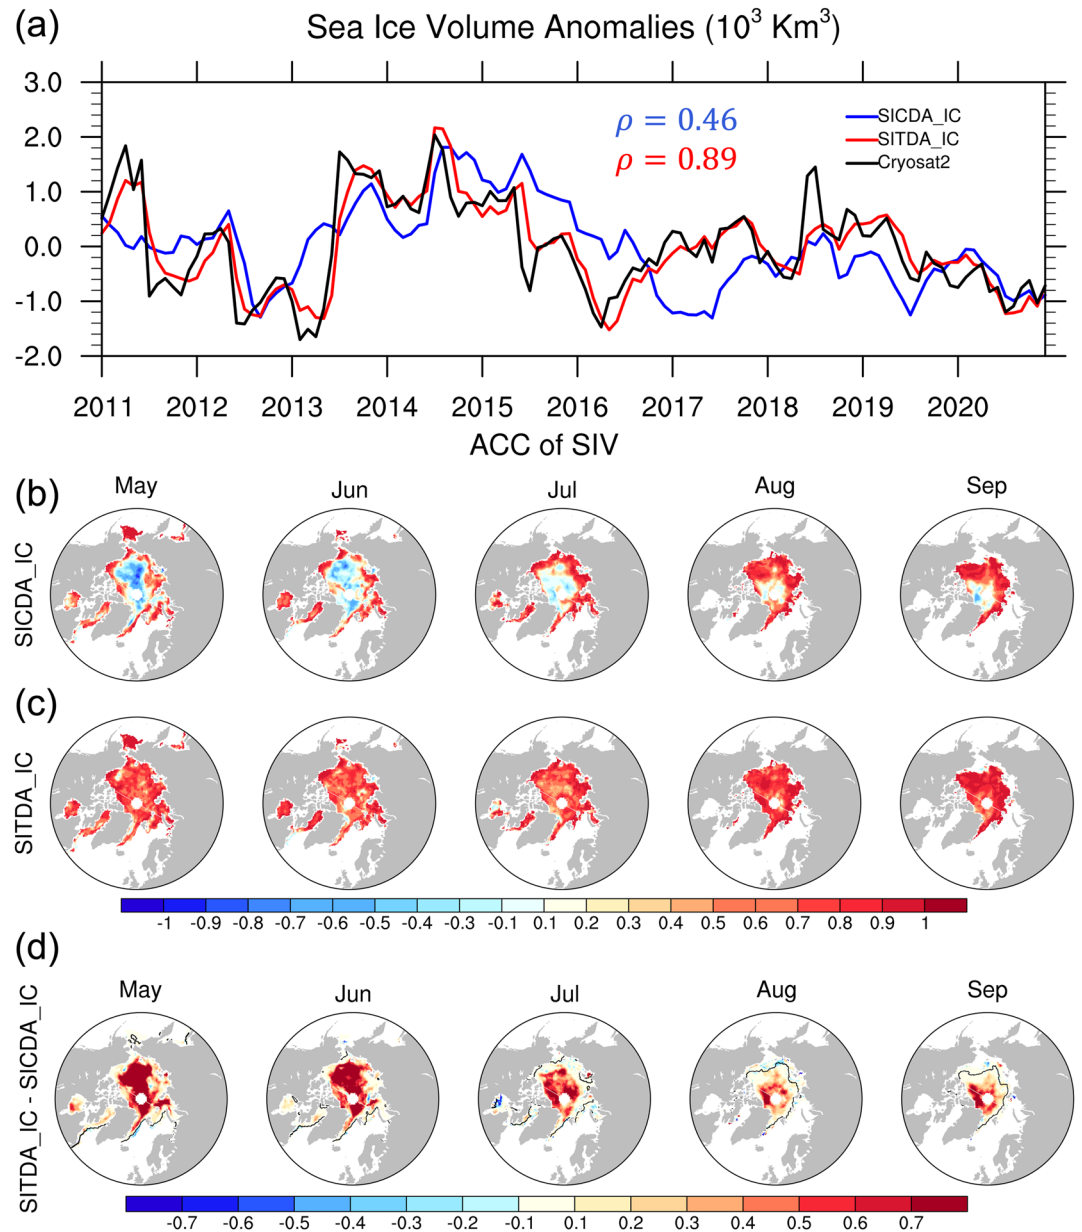 (a)
Sea Ice Volume Anomalies (10³ Km³)
3.0
2.0
1.0
0.0
-1.0
-2.0
ρ = 0.46
ρ = 0.89
SICDA_IC
SITDA_IC
Cryosat2
2011 2012 2013 2014 2015 2016 2017 2018 2019 2020
ACC of SIV
(b)
May Jun Jul Aug Sep
SICDA_IC
(c)
SITDA_IC
-1 -0.9 -0.8 -0.7 -0.6 -0.5 -0.4 -0.3 -0.1 0.1 0.2 0.3 0.4 0.5 0.6 0.7 0.8 0.9 1
(d)
May Jun Jul Aug Sep
SITDA_IC - SICDA_IC
-0.7 -0.6 -0.5 -0.4 -0.3 -0.2 -0.1 0.1 0.2 0.3 0.4 0.5 0.6 0.7